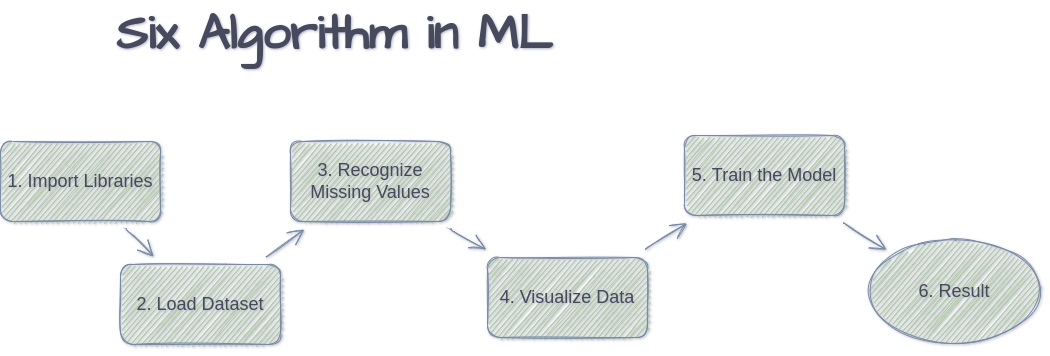 Six Algorithm in ML
1. Import Libraries
2. Load Dataset
3. Recognize
Missing Values
4. Visualize Data
5. Train the Model
6. Result